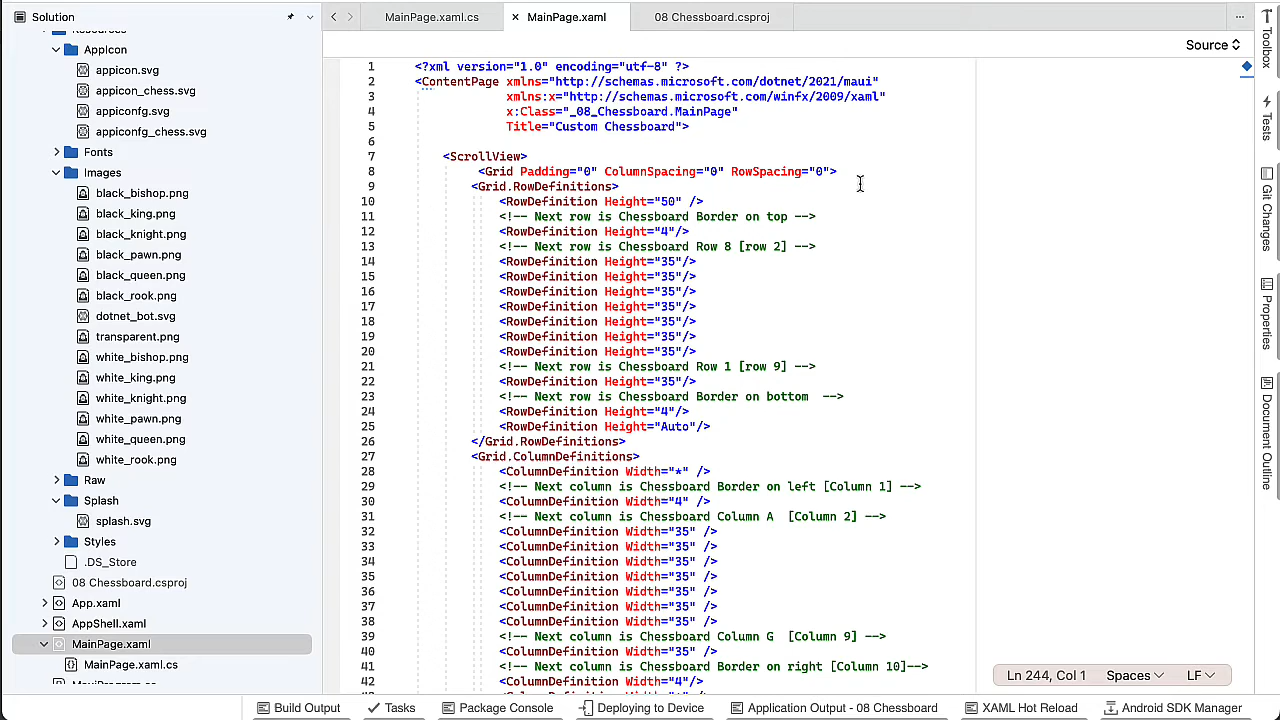 Solution
Resources
AppIcon
appicon.svg
appicon_chess.svg
appiconfg.svg
appiconfg_chess.svg
Fonts
Images
black_bishop.png
black_king.png
black_knight.png
black_pawn.png
black_queen.png
black_rook.png
dotnet_bot.svg
transparent.png
white_bishop.png
white_king.png
white_knight.png
white_pawn.png
white_queen.png
white_rook.png
Raw
Splash
splash.svg
Styles
.DS_Store
08 Chessboard.csproj
App.xaml
AppShell.xaml
MainPage.xaml
MainPage.xaml.cs
MainPage.xaml.cs
MainPage.xaml
08 Chessboard.csproj
Source
1 <?xml version="1.0" encoding="utf-8" ?>
2 <ContentPage xmlns="http://schemas.microsoft.com/dotnet/2021/maui"
3 xmlns:x="http://schemas.microsoft.com/winfx/2009/xaml"
4 x:Class="_08_Chessboard.MainPage"
5 Title="Custom Chessboard">
6
7 <ScrollView>
8 <Grid Padding="0" ColumnSpacing="0" RowSpacing="0">
9 <Grid.RowDefinitions>
10 <RowDefinition Height="50" />
11 <!-- Next row is Chessboard Border on top -->
12 <RowDefinition Height="4"/>
13 <!-- Next row is Chessboard Row 8 [row 2] -->
14 <RowDefinition Height="35"/>
15 <RowDefinition Height="35"/>
16 <RowDefinition Height="35"/>
17 <RowDefinition Height="35"/>
18 <RowDefinition Height="35"/>
19 <RowDefinition Height="35"/>
20 <RowDefinition Height="35"/>
21 <!-- Next row is Chessboard Row 1 [row 9] -->
22 <RowDefinition Height="35"/>
23 <!-- Next row is Chessboard Border on bottom  -->
24 <RowDefinition Height="4"/>
25 <RowDefinition Height="Auto"/>
26 </Grid.RowDefinitions>
27 <Grid.ColumnDefinitions>
28 <ColumnDefinition Width="*" />
29 <!-- Next column is Chessboard Border on left [Column 1] -->
30 <ColumnDefinition Width="4" />
31 <!-- Next column is Chessboard Column A  [Column 2] -->
32 <ColumnDefinition Width="35" />
33 <ColumnDefinition Width="35" />
34 <ColumnDefinition Width="35" />
35 <ColumnDefinition Width="35" />
36 <ColumnDefinition Width="35" />
37 <ColumnDefinition Width="35" />
38 <ColumnDefinition Width="35" />
39 <!-- Next column is Chessboard Column G  [Column 9] -->
40 <ColumnDefinition Width="35" />
41 <!-- Next column is Chessboard Border on right [Column 10]-->
42 <ColumnDefinition Width="4"/>
Ln 244, Col 1 Spaces LF
Toolbox
Tests
Git Changes
Properties
Document Outline
Build Output Tasks Package Console Deploying to Device Application Output - 08 Chessboard XAML Hot Reload Android SDK Manager